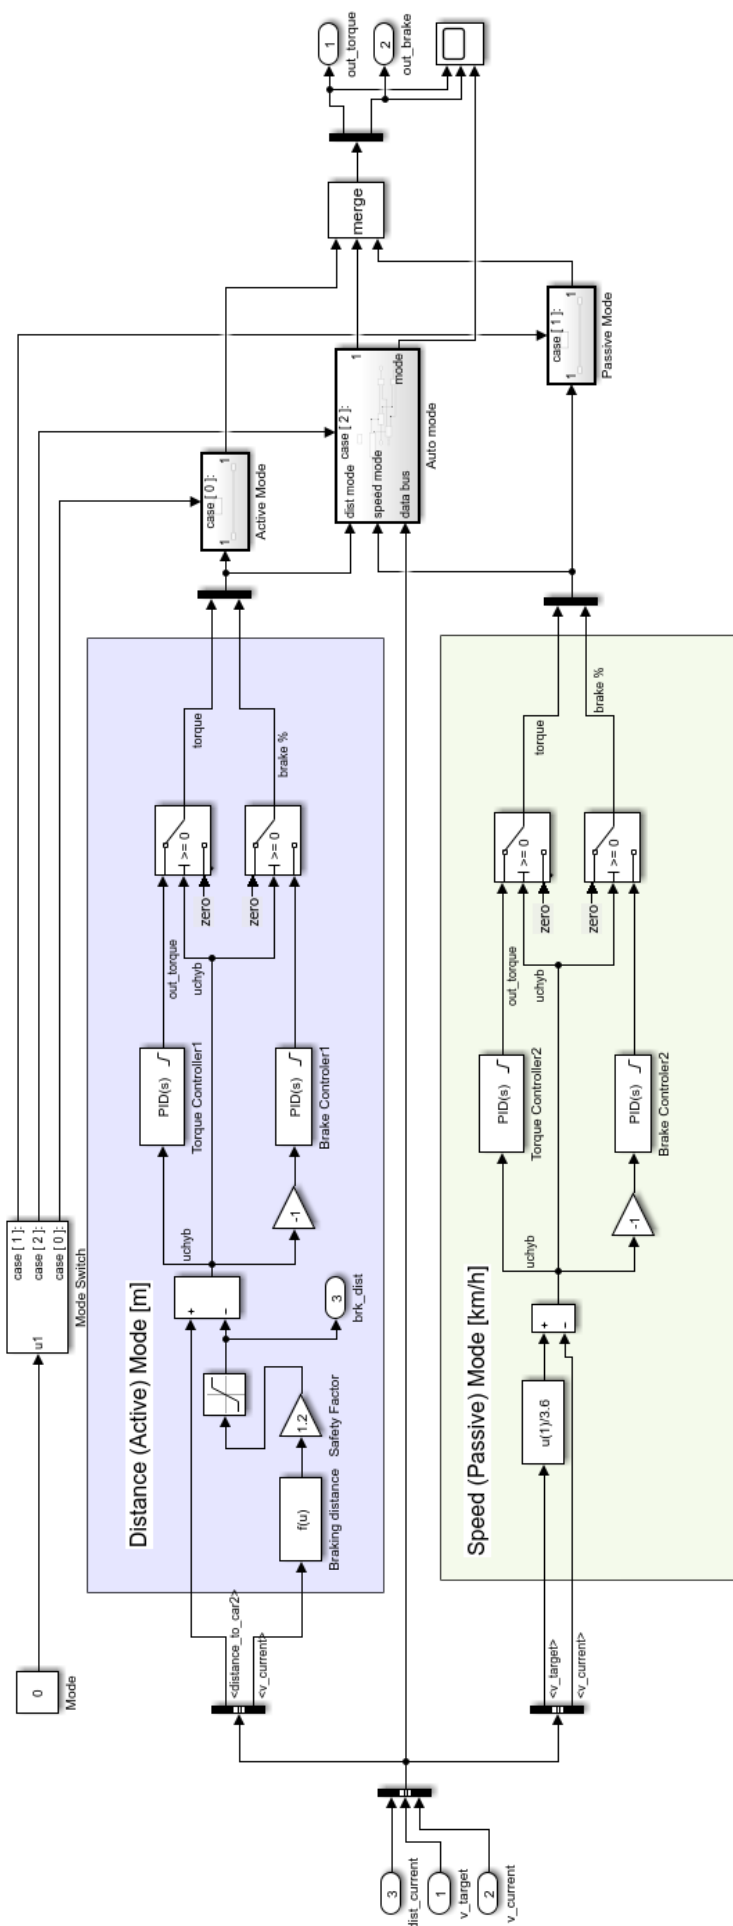 0
Mode
u1
case [ 1 ]:
case [ 2 ]:
case [ 0 ]:
Mode Switch
Distance (Active) Mode [m]
<distance_to_car2>
<v_current>
f(u)
Braking distance
1.2
Safety Factor
+
-
3
brk_dist
uchyb
-1
PID(s)
Torque Controller1
PID(s)
Brake Controler1
out_torque
uchyb
zero
>= 0
zero
>= 0
torque
brake %
1
case [ 0 ]:
1
Active Mode
dist mode
case [ 2 ]:
speed mode
data bus
1
mode
Auto mode
1
case [ 1 ]:
1
Passive Mode
merge
1
out_torque
2
out_brake
3
dist_current
1
v_target
2
v_current
Speed (Passive) Mode [km/h]
<v_target>
<v_current>
u(1)/3.6
+
-
uchyb
-1
PID(s)
Torque Controller2
PID(s)
Brake Controler2
out_torque
uchyb
zero
>= 0
zero
>= 0
torque
brake %